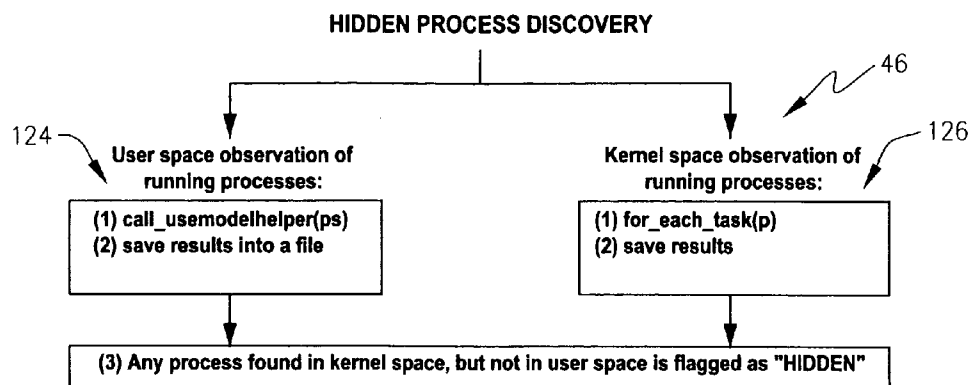 HIDDEN PROCESS DISCOVERY
46
124
126
User space observation of
running processes:
Kernel space observation of
running processes:
(1) call_usemodelhelper(ps)
(2) save results into a file
(1) for_each_task(p)
(2) save results
(3) Any process found in kernel space, but not in user space is flagged as "HIDDEN"